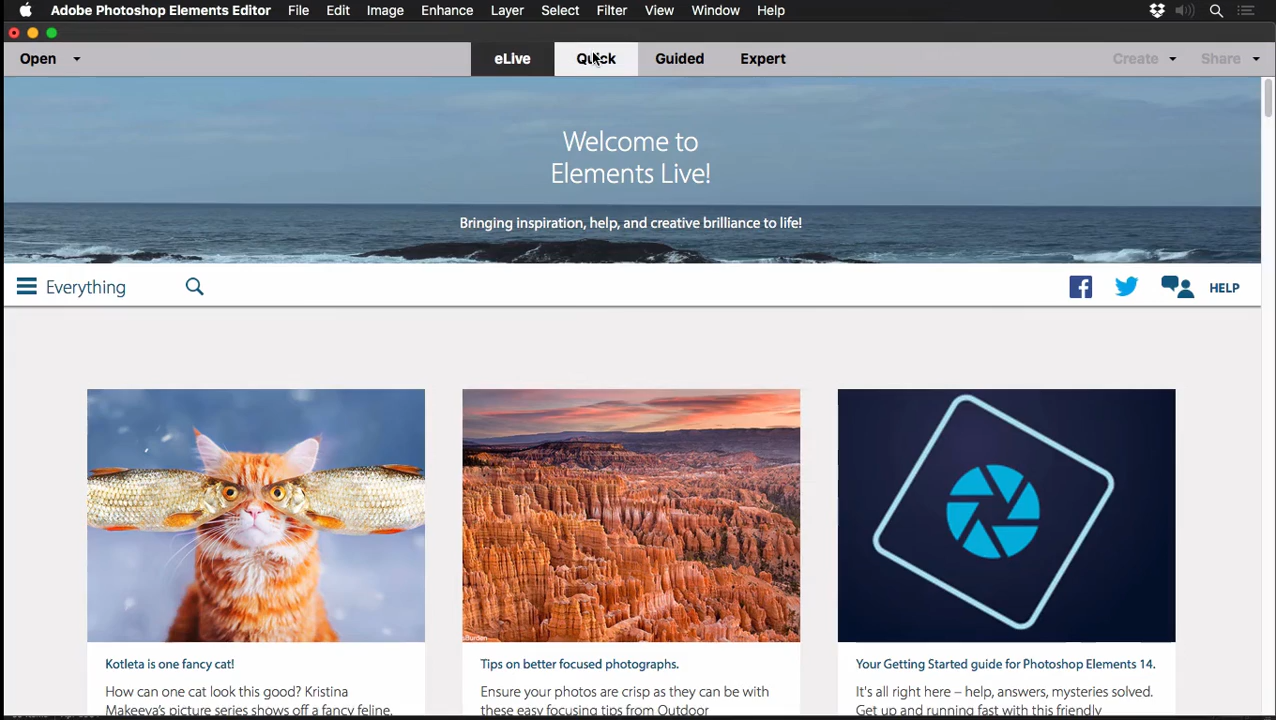 Adobe Photoshop Elements Editor File Edit Image Enhance Layer Select Filter View Window Help
Open eLive Quick Guided Expert Create Share
Welcome to
Elements Live!
Bringing inspiration, help, and creative brilliance to life!
Everything HELP
Kotleta is one fancy cat!
How can one cat look this good? Kristina
Makeeva's picture series shows off a fancy feline.
Tips on better focused photographs.
Ensure your photos are crisp as they can be with
these easy focusing tips from Outdoor
Your Getting Started guide for Photoshop Elements 14.
It's all right here – help, answers, mysteries solved.
Get up and running fast with this friendly